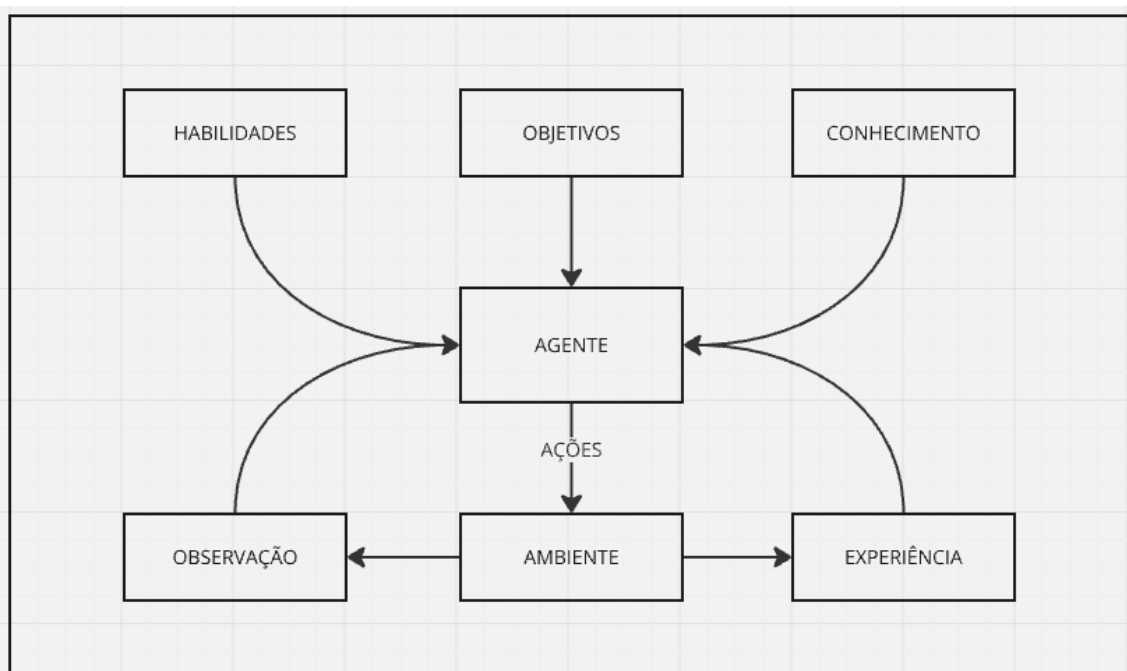 HABILIDADES
OBJETIVOS
CONHECIMENTO
AGENTE
AÇÕES
OBSERVAÇÃO
AMBIENTE
EXPERIÊNCIA